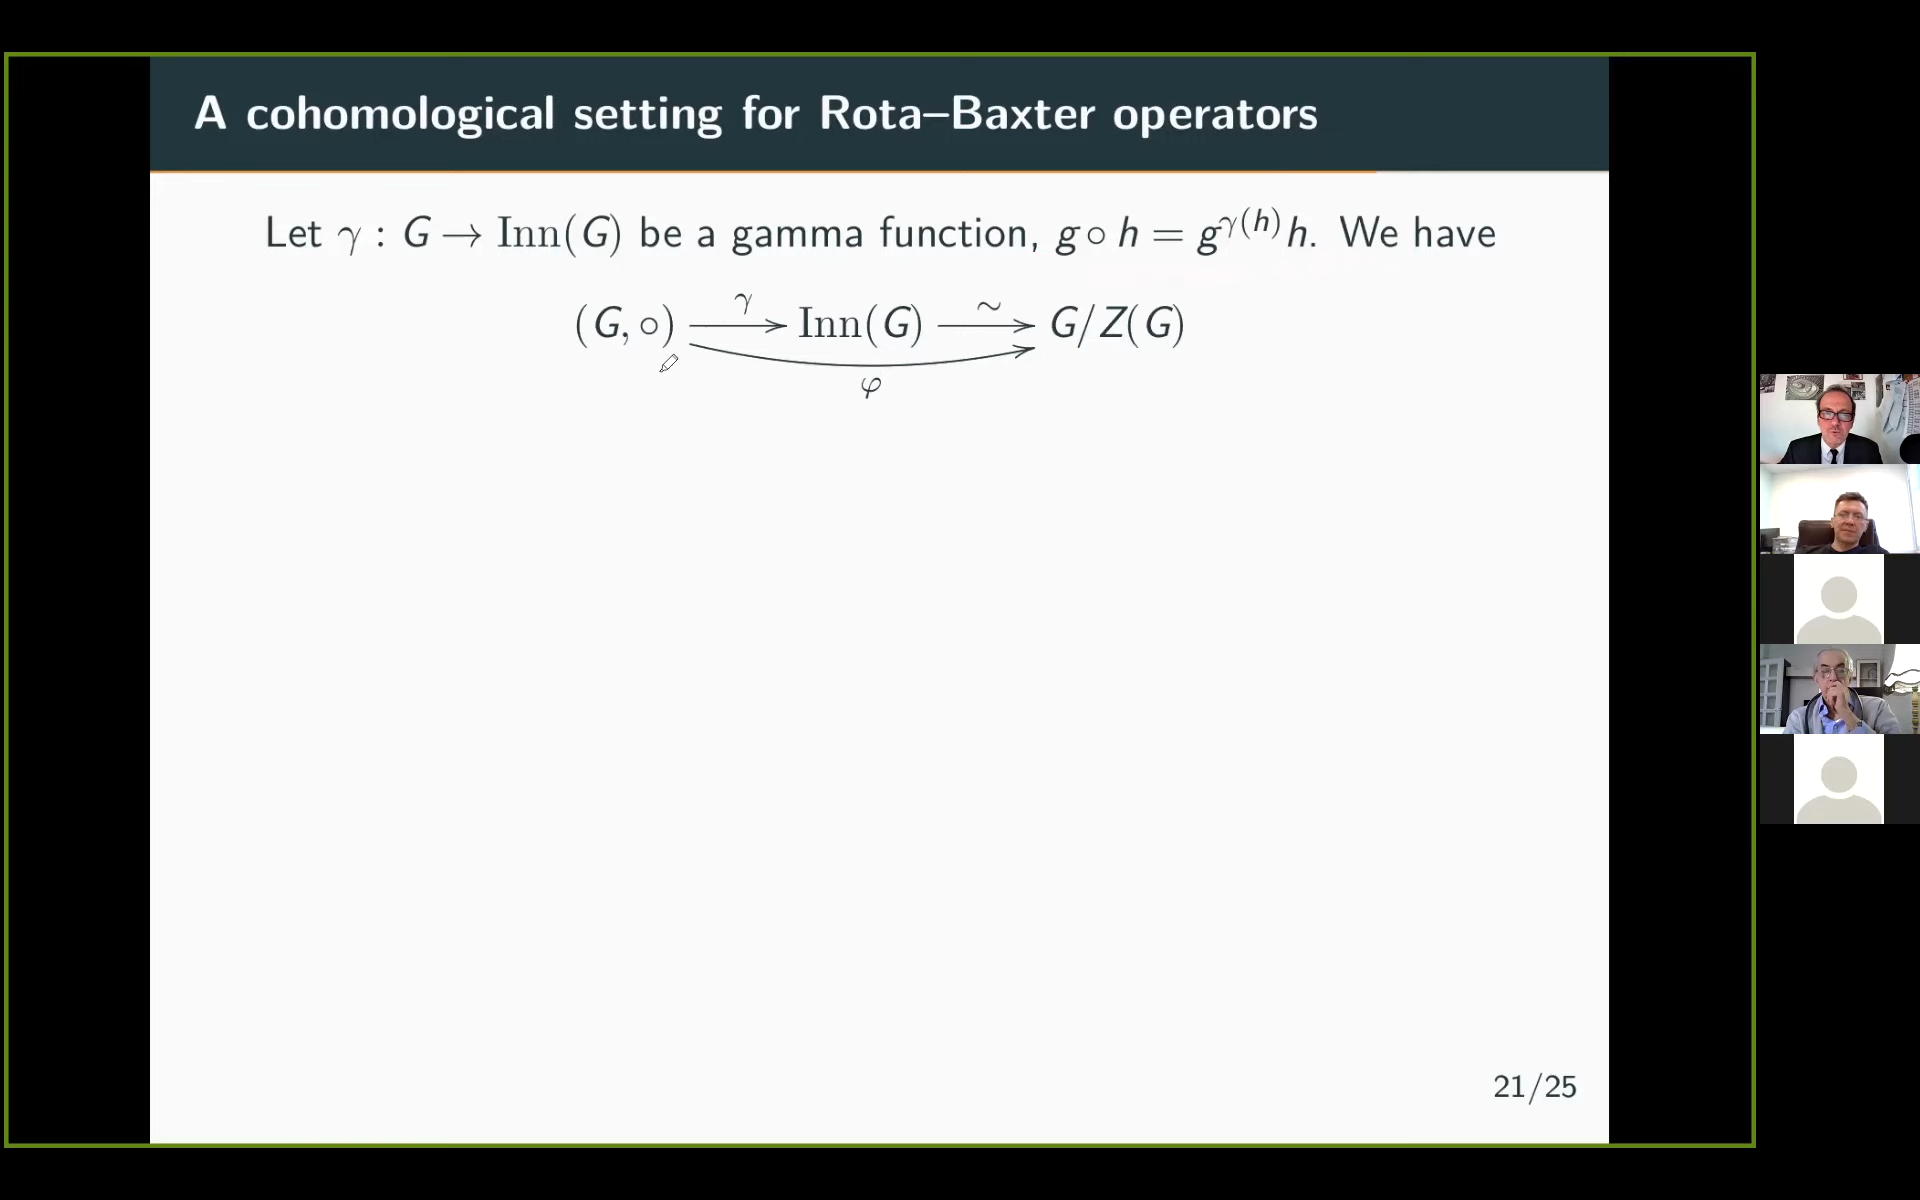 A cohomological setting for Rota–Baxter operators
Let γ : G → Inn(G) be a gamma function, g ∘ h = g^{γ(h)} h. We have
(G, ∘) —γ→ Inn(G) —∼→ G/Z(G)
φ
21/25